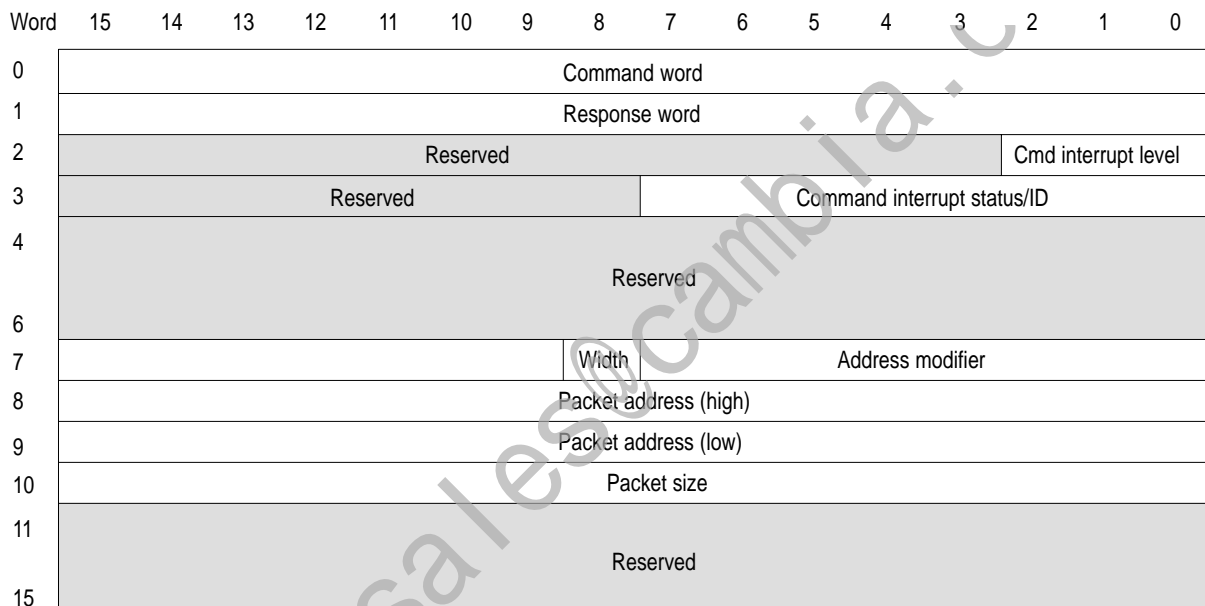 Word 15 14 13 12 11 10 9 8 7 6 5 4 3 2 1 0
0 Command word
1 Response word
2 Reserved Cmd interrupt level
3 Reserved Command interrupt status/ID
4
Reserved
6
7 Width Address modifier
8 Packet address (high)
9 Packet address (low)
10 Packet size
11
Reserved
15
sales@cambia.c